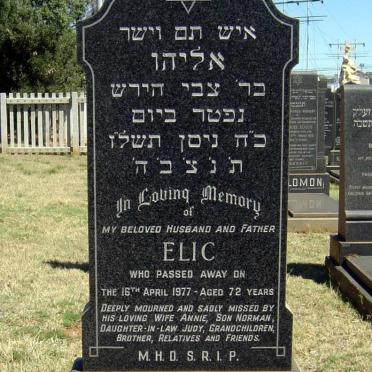 איש תם וישר
אליהו
בר׳ צבי הירש
נפטר ביום
כ״ח ניסן תשל״ז
ת׳ נ׳ צ׳ ב׳ ה׳
In Loving Memory
of
MY BELOVED HUSBAND AND FATHER
ELIC
WHO PASSED AWAY ON
THE 16TH APRIL 1977 - AGED 72 YEARS
DEEPLY MOURNED AND SADLY MISSED BY
HIS LOVING WIFE ANNIE, SON NORMAN,
DAUGHTER-IN-LAW JUDY, GRANDCHILDREN,
BROTHER, RELATIVES AND FRIENDS.
M.H.D.S.R.I.P.
OLOMON